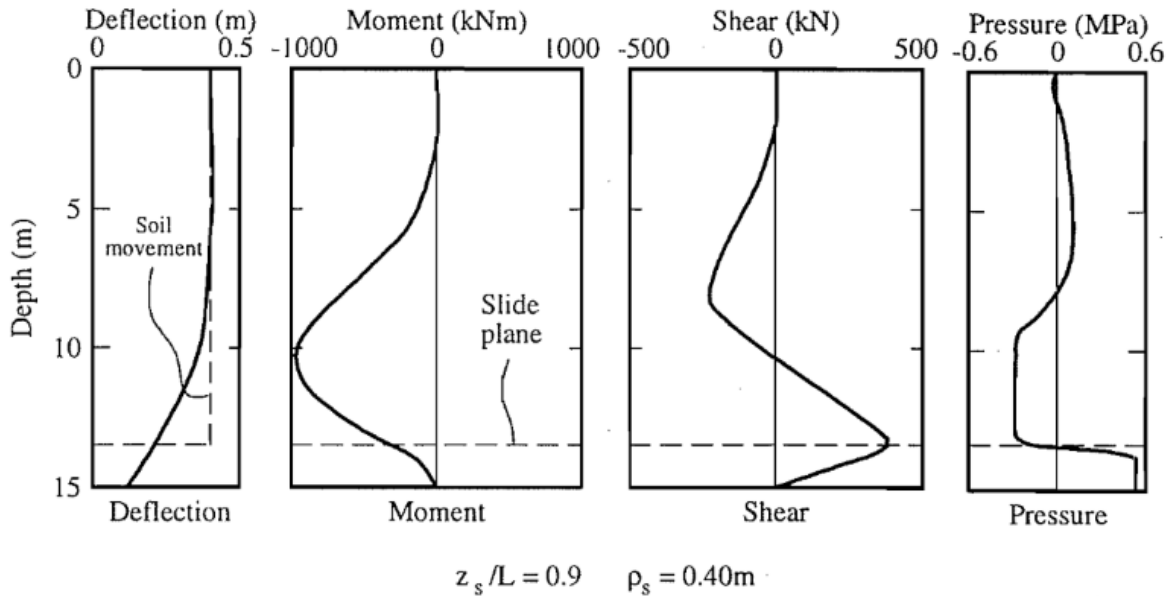 Deflection (m) Moment (kNm) Shear (kN) Pressure (MPa)
0 0.5 -1000 0 1000 -500 0 500 -0.6 0 0.6
0
5
10
15
Depth (m)
Soil
movement
Slide
plane
Deflection Moment Shear Pressure
z s /L = 0.9 ρ s = 0.40m